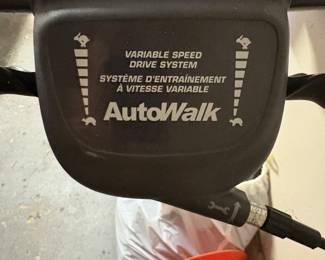 VARIABLE SPEED
DRIVE SYSTEM
SYSTÈME D'ENTRAÎNEMENT
À VITESSE VARIABLE
AutoWalk